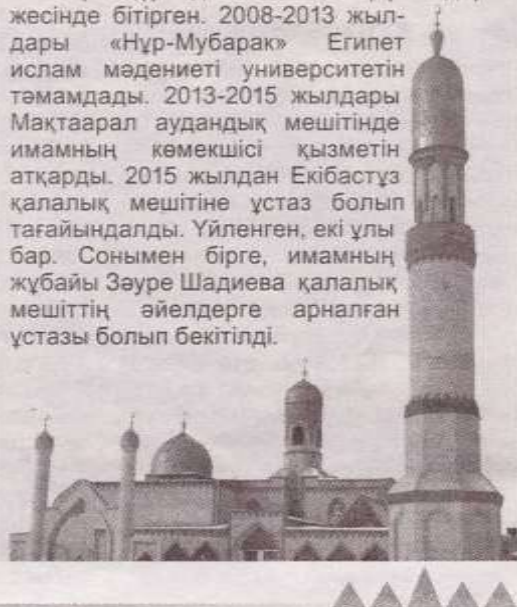 жесінде бітірген. 2008-2013 жыл-
дары «Нұр-Мубарак» Египет
ислам мәдениеті университетін
тәмамдады. 2013-2015 жылдары
Мақтаарал аудандық мешітінде
имамның көмекшісі қызметін
атқарды. 2015 жылдан Екібастұз
қалалық мешітіне ұстаз болып
тағайындалды. Үйленген, екі ұлы
бар. Сонымен бірге, имамның
жұбайы Зәуре Шадиева қалалық
мешіттің әйелдерге арналған
ұстазы болып бекітілді.